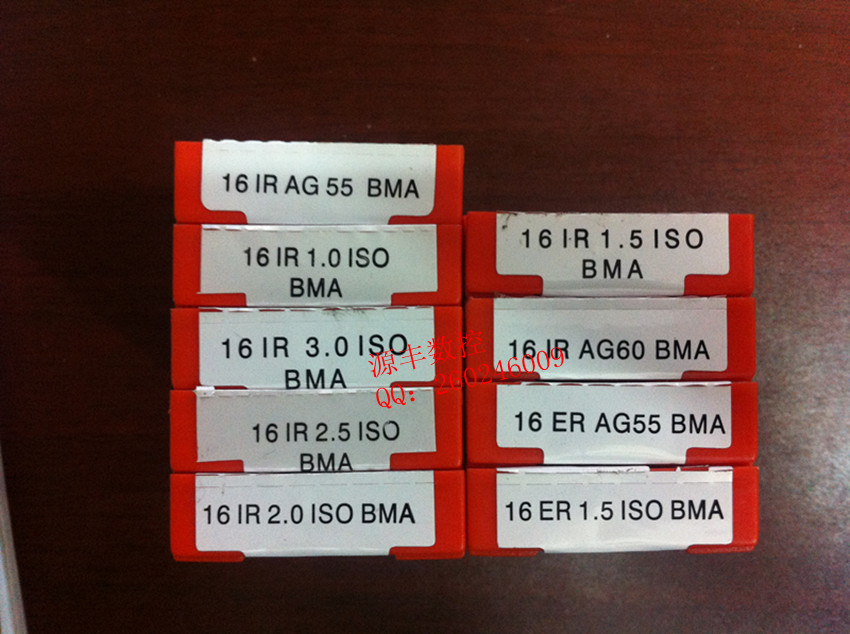 16 IR AG 55 BMA
16 IR 1.0 ISO
BMA
16 IR 3.0 ISO
BMA
16 IR 2.5 ISO
BMA
16 IR 2.0 ISO BMA
16 IR 1.5 ISO
BMA
16 IR AG60 BMA
16 ER AG55 BMA
16 ER 1.5 ISO BMA
源丰数控
QQ：260246009